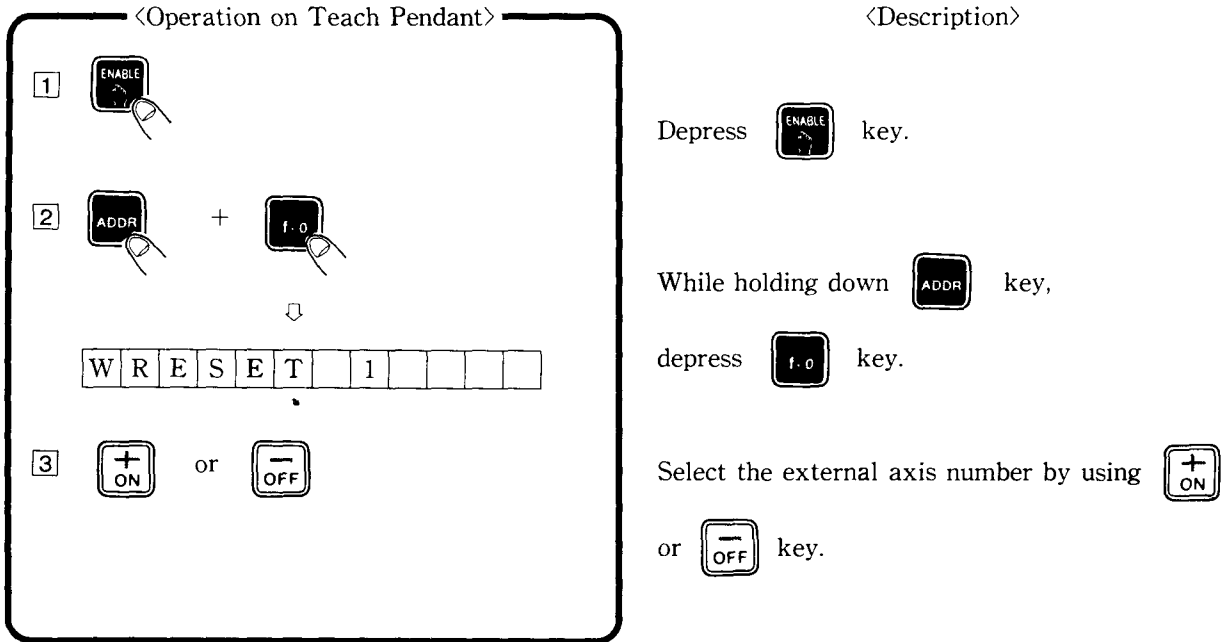 〈Operation on Teach Pendant〉
〈Description〉
1 ENABLE
Depress ENABLE key.
2 ADDR + f·0
While holding down ADDR key,
depress f·0 key.
W R E S E T 1
3 + ON or − OFF
Select the external axis number by using + ON
or − OFF key.